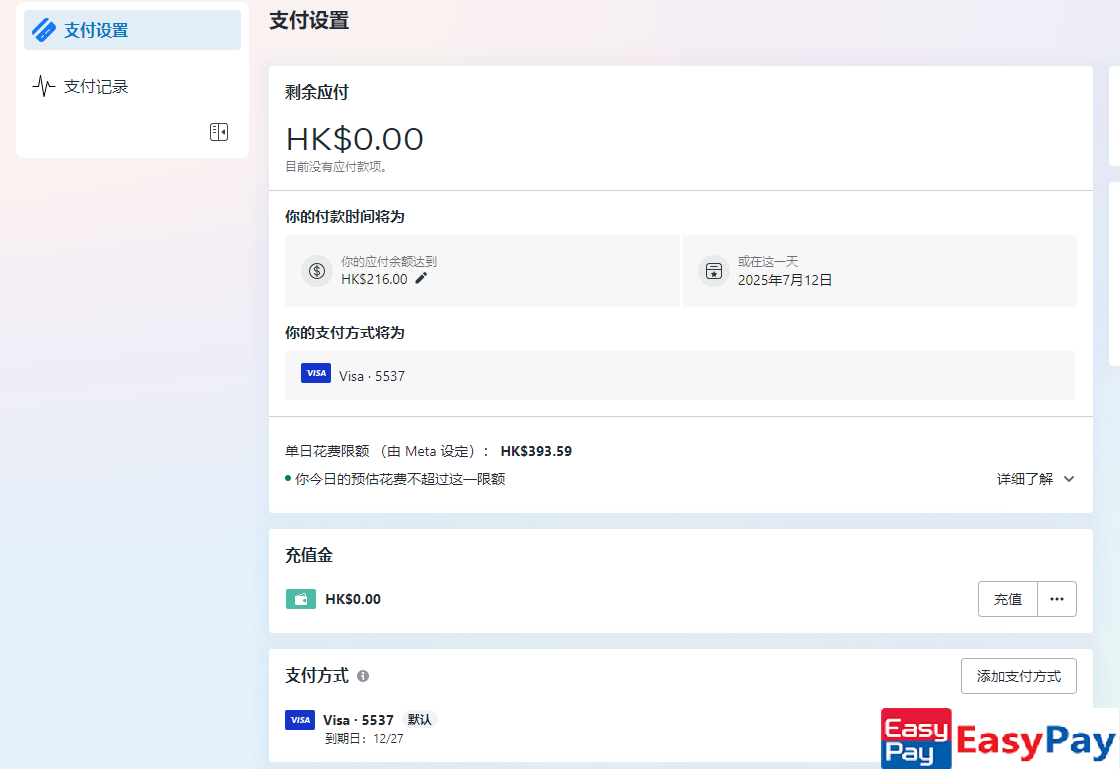 支付设置
支付记录
支付设置
剩余应付
HK$0.00
目前没有应付款项。
你的付款时间将为
你的应付余额达到
HK$216.00
或在这一天
2025年7月12日
你的支付方式将为
VISA Visa · 5537
单日花费限额 （由 Meta 设定）： HK$393.59
你今日的预估花费不超过这一限额
详细了解
充值金
HK$0.00
充值
支付方式
添加支付方式
VISA Visa · 5537 默认
到期日：12/27
Easy Pay
EasyPay